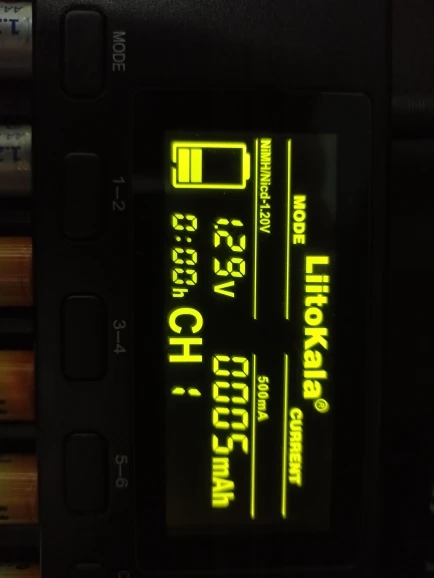 LiitoKala®
MODE CURRENT
NiMH/Nicd-1.20V 500mA
1.29V 0005mAh
0:00h CH 1
MODE
1—2
3—4
5—6